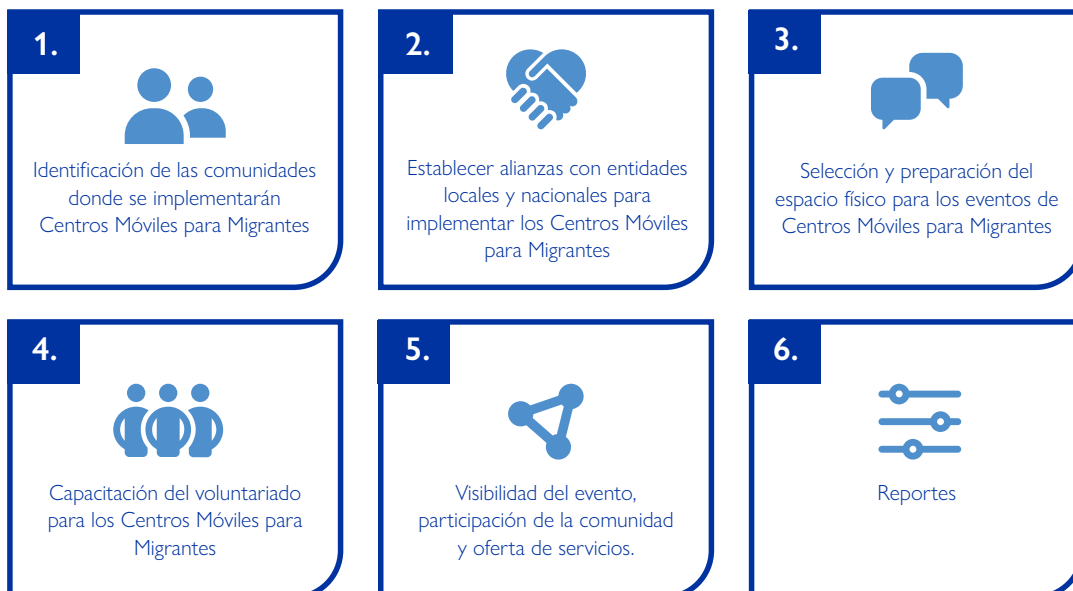 1.
Identificación de las comunidades
donde se implementarán
Centros Móviles para Migrantes
2.
Establecer alianzas con entidades
locales y nacionales para
implementar los Centros Móviles
para Migrantes
3.
Selección y preparación del
espacio físico para los eventos de
Centros Móviles para Migrantes
4.
Capacitación del voluntariado
para los Centros Móviles para
Migrantes
5.
Visibilidad del evento,
participación de la comunidad
y oferta de servicios.
6.
Reportes